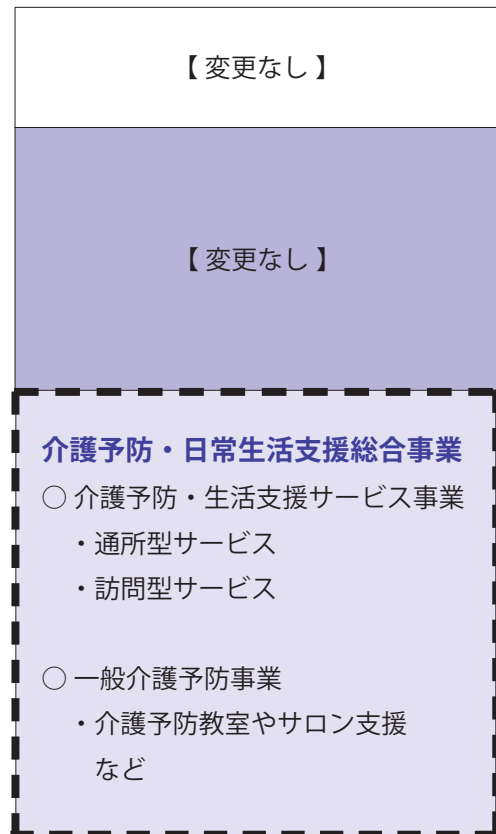 【 変更なし 】
【 変更なし 】
介護予防・日常生活支援総合事業
○ 介護予防・生活支援サービス事業
・通所型サービス
・訪問型サービス
○ 一般介護予防事業
・介護予防教室やサロン支援
など